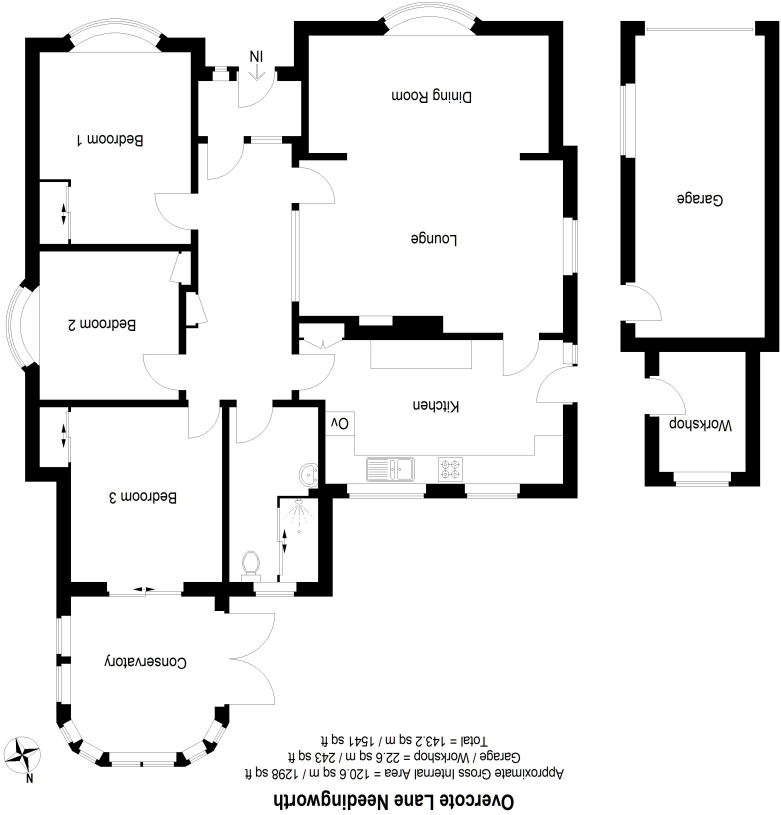 Overcote Lane Needingworth
Approximate Gross Internal Area = 120.6 sq m / 1298 sq ft
Garage / Workshop = 22.6 sq m / 243 sq ft
Total = 143.2 sq m / 1541 sq ft
N
Conservatory
Bedroom 3
Workshop
Kitchen
Ov
Bedroom 2
Lounge
Garage
Bedroom 1
Dining Room
IN